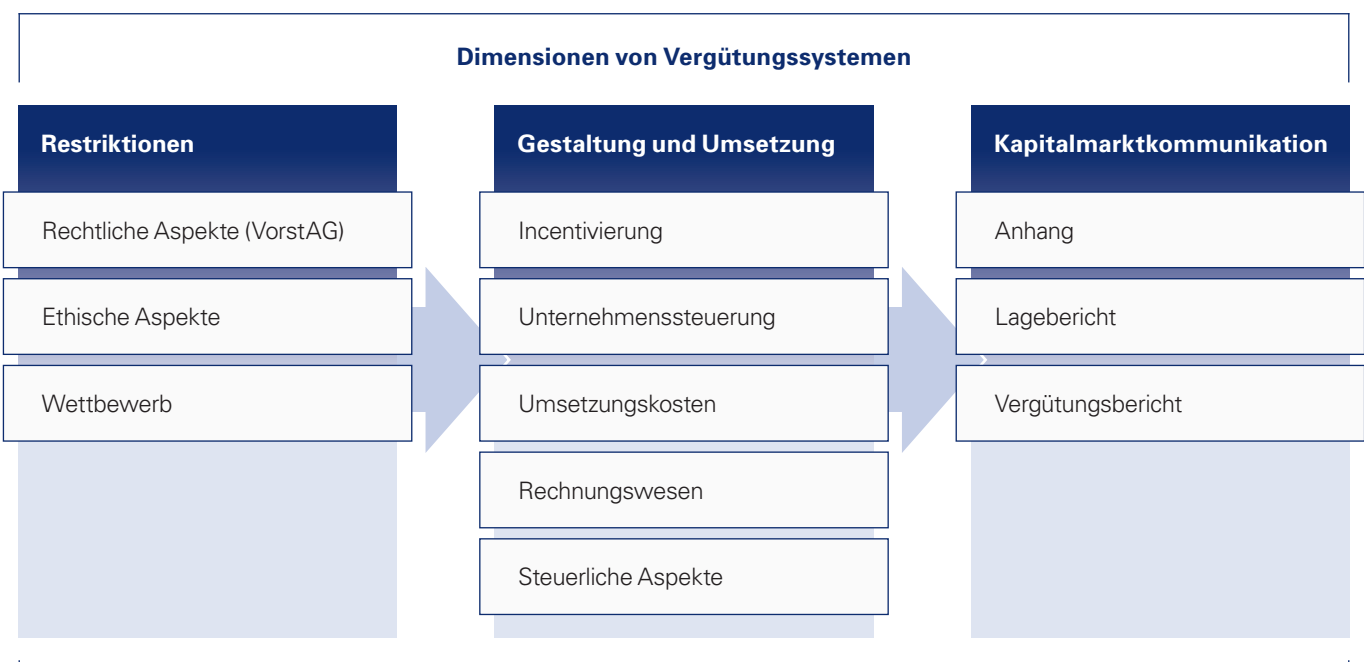 Dimensionen von Vergütungssystemen
Restriktionen
Rechtliche Aspekte (VorstAG)
Ethische Aspekte
Wettbewerb
Gestaltung und Umsetzung
Incentivierung
Unternehmenssteuerung
Umsetzungskosten
Rechnungswesen
Steuerliche Aspekte
Kapitalmarktkommunikation
Anhang
Lagebericht
Vergütungsbericht